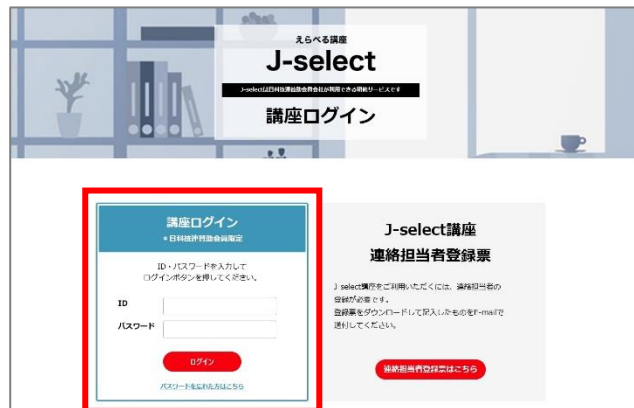 えらべる講座
J-select
J-selectは日科技連賛助会員会社が利用できる明能サービスです
講座ログイン
講座ログイン
*日科技連賛助会員限定
ID・パスワードを入力して
ログインボタンを押してください。
ID
パスワード
ログイン
パスワードを忘れた方はこちら
J-select講座
連絡担当者登録票
J-select講座をご利用いただくには、連絡担当者の
登録が必要です。
登録票をダウンロードして記入したものをE-mailで
送付してください。
連絡担当者登録票はこちら